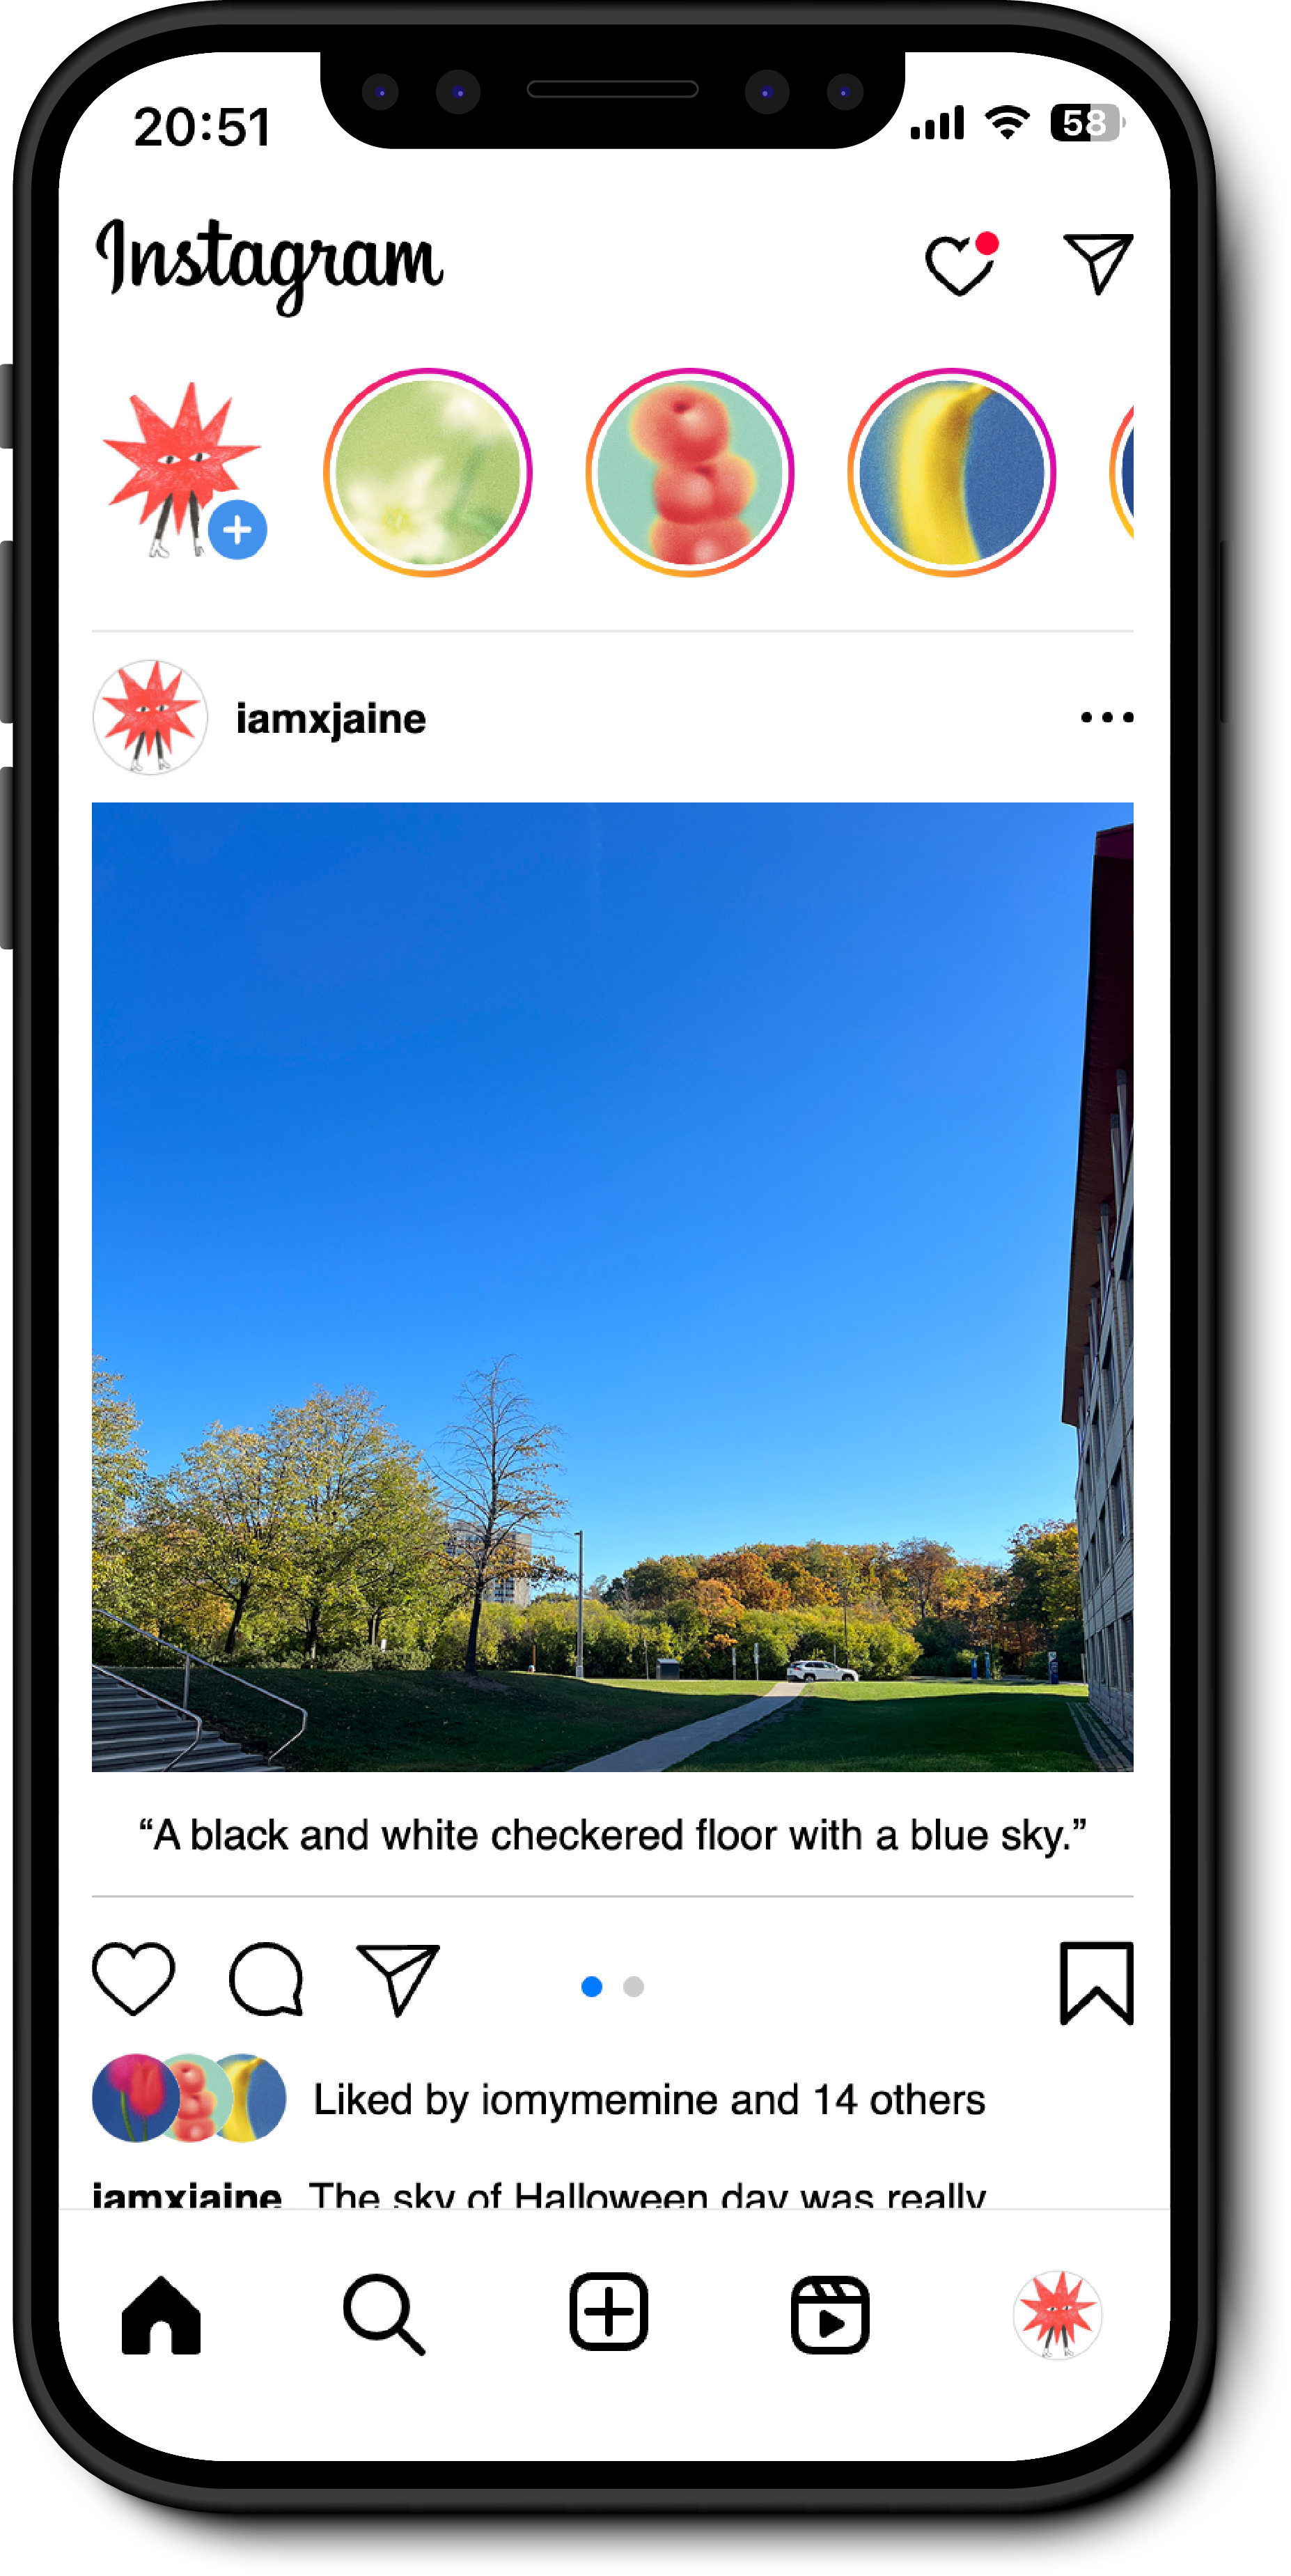 20:51
58
Instagram
iamxjaine
“A black and white checkered floor with a blue sky.”
Liked by iomymemine and 14 others
iamxjaine The sky of Halloween day was really